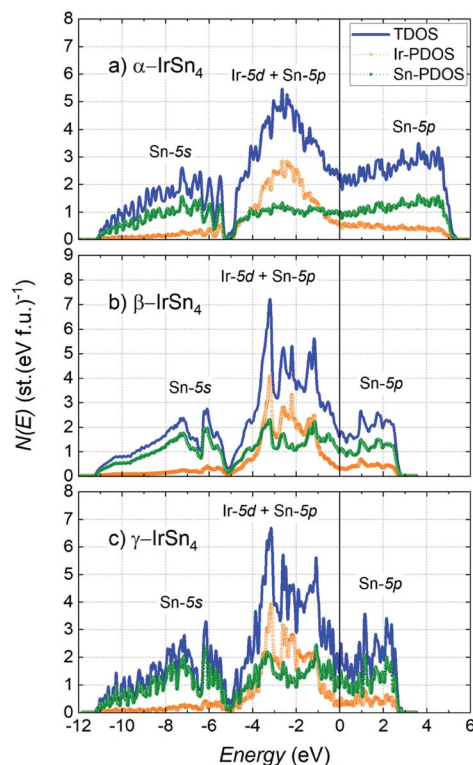 8
7
6
5
4
3
2
1
0
TDOS
Ir-PDOS
Sn-PDOS
a) α–IrSn4
Ir-5d + Sn-5p
Sn-5s
Sn-5p
9
8
7
6
5
4
3
2
1
0
b) β–IrSn4
Ir-5d + Sn-5p
Sn-5s
Sn-5p
N(E) (st.(eV f.u.)⁻¹
8
7
6
5
4
3
2
1
0
c) γ–IrSn4
Ir-5d + Sn-5p
Sn-5s
Sn-5p
-12 -10 -8 -6 -4 -2 0 2 4 6
Energy (eV)